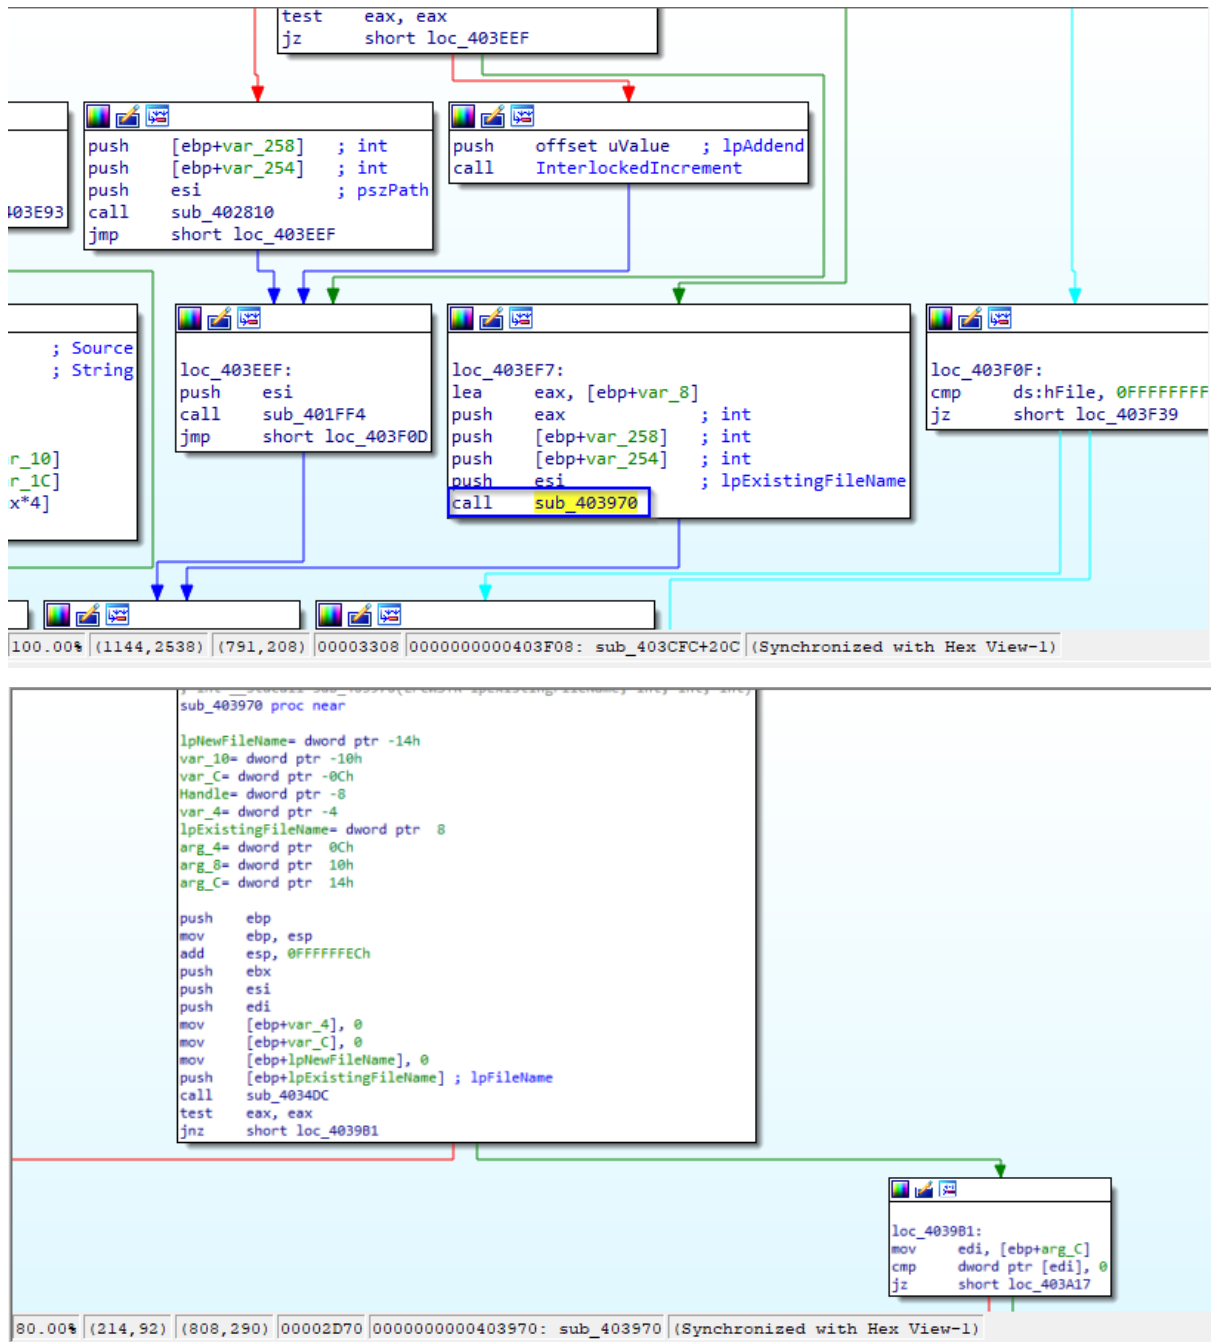 test eax, eax
jz short loc_403EEF
push [ebp+var_258] ; int
push [ebp+var_254] ; int
push esi ; pszPath
call sub_402810
jmp short loc_403EEF
push offset uValue ; lpAddend
call InterlockedIncrement
403E93
; Source
; String
r_10]
r_1C]
x*4]
loc_403EEF:
push esi
call sub_401FF4
jmp short loc_403F0D
loc_403EF7:
lea eax, [ebp+var_8]
push eax ; int
push [ebp+var_258] ; int
push [ebp+var_254] ; int
push esi ; lpExistingFileName
call sub_403970
loc_403F0F:
cmp ds:hFile, 0FFFFFFFF
jz short loc_403F39
100.00% (1144,2538) (791,208) 00003308 0000000000403F08: sub_403CFC+20C (Synchronized with Hex View-1)
; int __stdcall sub_403970(LPCWSTR lpExistingFileName, int, int, int)
sub_403970 proc near
lpNewFileName= dword ptr -14h
var_10= dword ptr -10h
var_C= dword ptr -0Ch
Handle= dword ptr -8
var_4= dword ptr -4
lpExistingFileName= dword ptr 8
arg_4= dword ptr 0Ch
arg_8= dword ptr 10h
arg_C= dword ptr 14h
push ebp
mov ebp, esp
add esp, 0FFFFFFECh
push ebx
push esi
push edi
mov [ebp+var_4], 0
mov [ebp+var_C], 0
mov [ebp+lpNewFileName], 0
push [ebp+lpExistingFileName] ; lpFileName
call sub_4034DC
test eax, eax
jnz short loc_4039B1
loc_4039B1:
mov edi, [ebp+arg_C]
cmp dword ptr [edi], 0
jz short loc_403A17
80.00% (214,92) (808,290) 00002D70 0000000000403970: sub_403970 (Synchronized with Hex View-1)